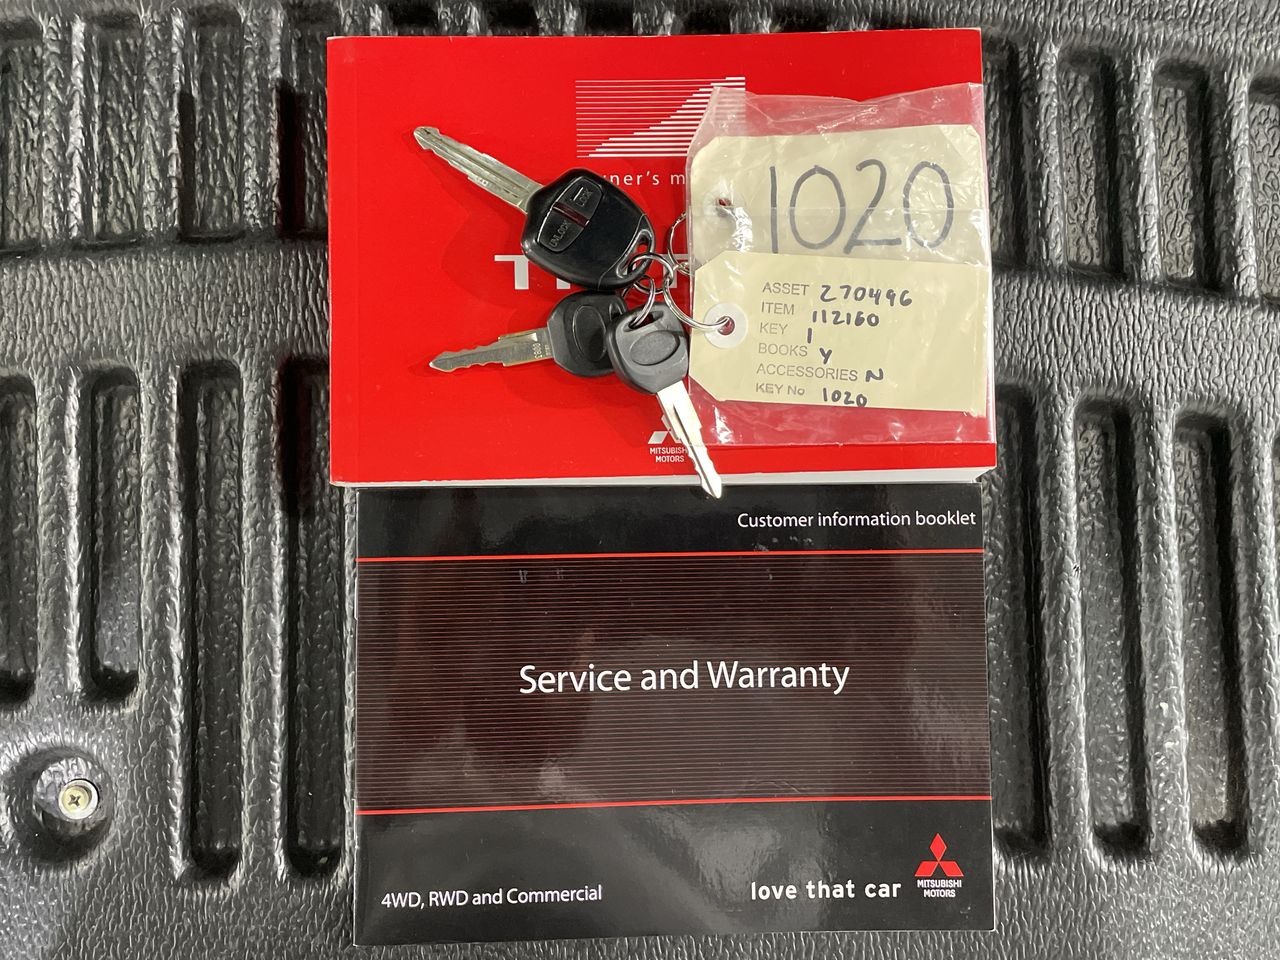 1020
LOCK
UNLOCK
ASSET 270496
ITEM 112160
KEY 1
BOOKS Y
ACCESSORIES N
KEY No 1020
MOTORS
Customer information booklet
Service and Warranty
4WD, RWD and Commercial
love that car
MITSUBISHI
MOTORS